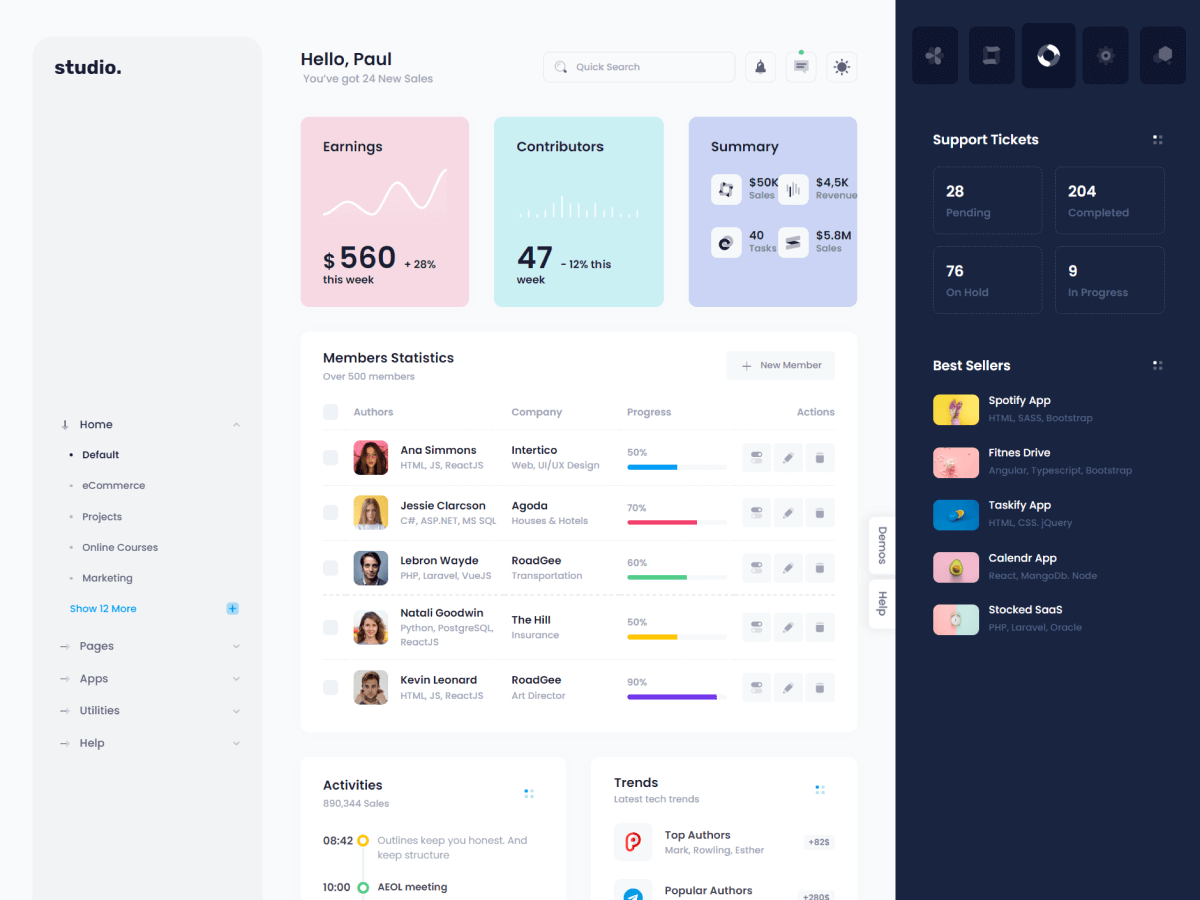 studio.
Home
Default
eCommerce
Projects
Online Courses
Marketing
Show 12 More
Pages
Apps
Utilities
Help
Hello, Paul
You’ve got 24 New Sales
Quick Search
Earnings
$ 560 + 28%
this week
Contributors
47 - 12% this
week
Summary
$50K
Sales
$4,5K
Revenue
40
Tasks
$5.8M
Sales
Members Statistics
Over 500 members
New Member
Authors Company Progress Actions
Ana Simmons
HTML, JS, ReactJS
Intertico
Web, UI/UX Design
50%
Jessie Clarcson
C#, ASP.NET, MS SQL
Agoda
Houses & Hotels
70%
Lebron Wayde
PHP, Laravel, VueJS
RoadGee
Transportation
60%
Natali Goodwin
Python, PostgreSQL,
ReactJS
The Hill
Insurance
50%
Kevin Leonard
HTML, JS, ReactJS
RoadGee
Art Director
90%
Activities
890,344 Sales
08:42
Outlines keep you honest. And
keep structure
10:00
AEOL meeting
Trends
Latest tech trends
Top Authors
Mark, Rowling, Esther
+82$
Popular Authors
+280$
Demos
Help
Support Tickets
28
Pending
204
Completed
76
On Hold
9
In Progress
Best Sellers
Spotify App
HTML, SASS, Bootstrap
Fitnes Drive
Angular, Typescript, Bootstrap
Taskify App
HTML, CSS. jQuery
Calendr App
React, MangoDb. Node
Stocked SaaS
PHP, Laravel, Oracle